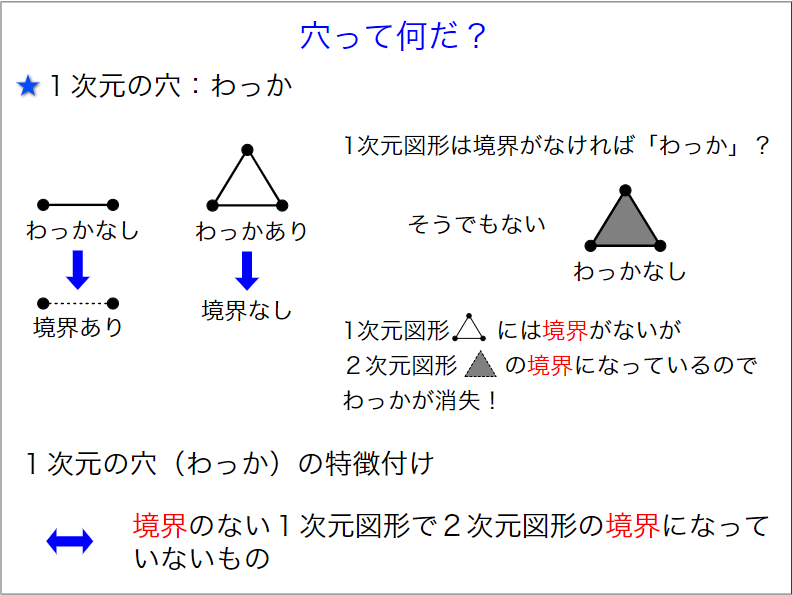 穴って何だ？
★１次元の穴：わっか
1次元図形は境界がなければ「わっか」？
わっかなし
わっかあり
そうでもない
わっかなし
境界あり
境界なし
1次元図形 には境界がないが
２次元図形 の境界になっているので
わっかが消失！
１次元の穴（わっか）の特徴付け
境界のない１次元図形で２次元図形の境界になって
いないもの